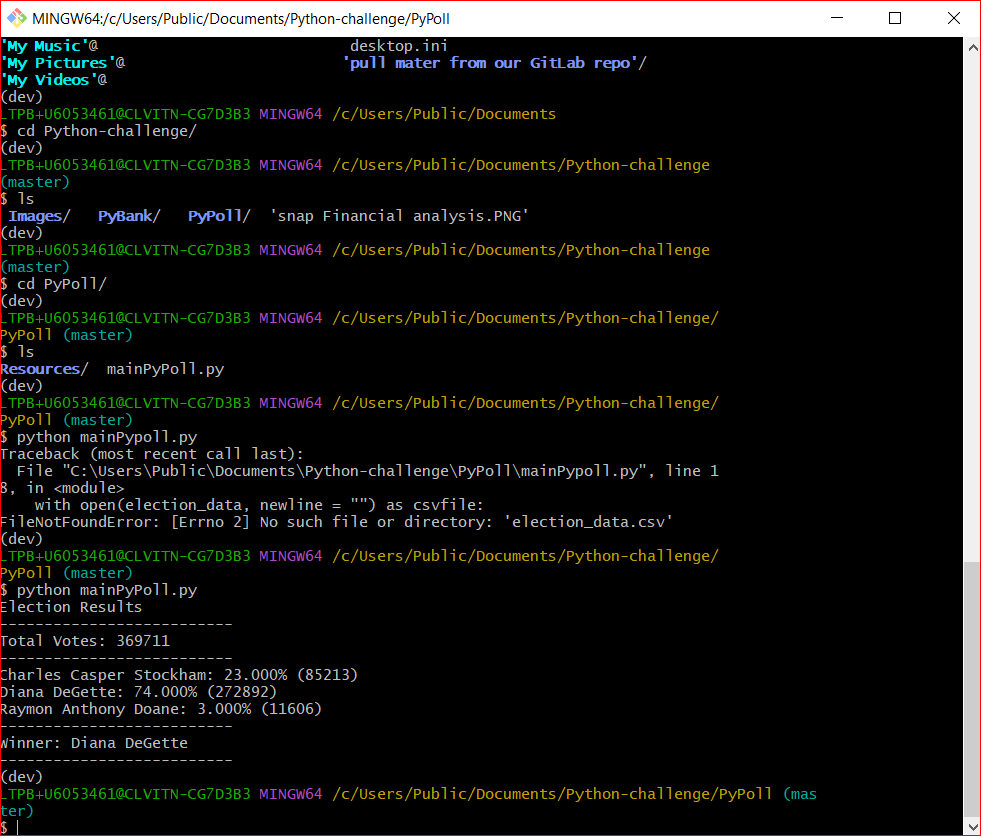 MINGW64:/c/Users/Public/Documents/Python-challenge/PyPoll
'My Music'@ desktop.ini
'My Pictures'@ 'pull mater from our GitLab repo'/
'My Videos'@
(dev)
LTPB+U6053461@CLVITN-CG7D3B3 MINGW64 /c/Users/Public/Documents
$ cd Python-challenge/
(dev)
LTPB+U6053461@CLVITN-CG7D3B3 MINGW64 /c/Users/Public/Documents/Python-challenge
(master)
$ ls
Images/ PyBank/ PyPoll/ 'snap Financial analysis.PNG'
(dev)
LTPB+U6053461@CLVITN-CG7D3B3 MINGW64 /c/Users/Public/Documents/Python-challenge
(master)
$ cd PyPoll/
(dev)
LTPB+U6053461@CLVITN-CG7D3B3 MINGW64 /c/Users/Public/Documents/Python-challenge/
PyPoll (master)
$ ls
Resources/ mainPyPoll.py
(dev)
LTPB+U6053461@CLVITN-CG7D3B3 MINGW64 /c/Users/Public/Documents/Python-challenge/
PyPoll (master)
$ python mainPypoll.py
Traceback (most recent call last):
File "C:\Users\Public\Documents\Python-challenge\PyPoll\mainPypoll.py", line 1
8, in <module>
with open(election_data, newline = "") as csvfile:
FileNotFoundError: [Errno 2] No such file or directory: 'election_data.csv'
(dev)
LTPB+U6053461@CLVITN-CG7D3B3 MINGW64 /c/Users/Public/Documents/Python-challenge/
PyPoll (master)
$ python mainPyPoll.py
Election Results
--------------------------
Total Votes: 369711
--------------------------
Charles Casper Stockham: 23.000% (85213)
Diana DeGette: 74.000% (272892)
Raymon Anthony Doane: 3.000% (11606)
--------------------------
Winner: Diana DeGette
--------------------------
(dev)
LTPB+U6053461@CLVITN-CG7D3B3 MINGW64 /c/Users/Public/Documents/Python-challenge/PyPoll (mas
ter)
$